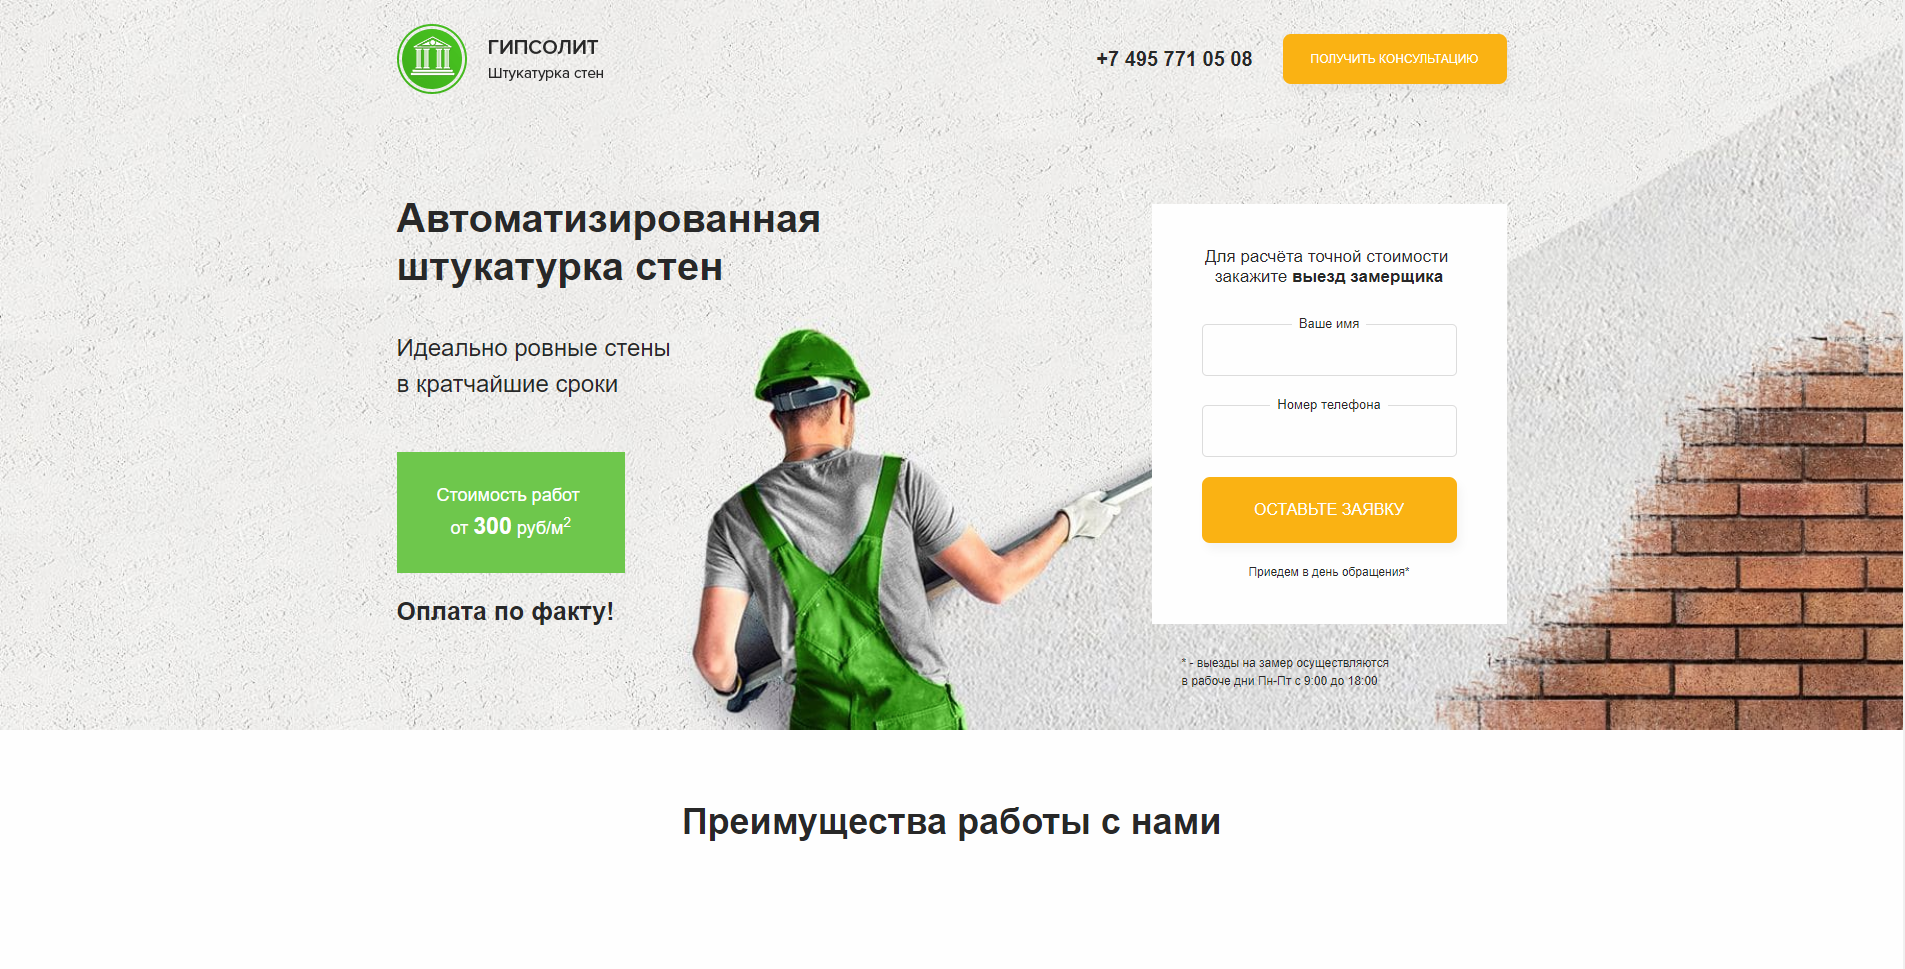 ГИПСОЛИТ
Штукатурка стен
+7 495 771 05 08
ПОЛУЧИТЬ КОНСУЛЬТАЦИЮ
Автоматизированная
штукатурка стен
Идеально ровные стены
в кратчайшие сроки
Стоимость работ
от 300 руб/м²
Оплата по факту!
Для расчёта точной стоимости
закажите выезд замерщика
Ваше имя
Номер телефона
ОСТАВЬТЕ ЗАЯВКУ
Приедем в день обращения*
* - выезды на замер осуществляются
в рабоче дни Пн-Пт с 9:00 до 18:00
Преимущества работы с нами